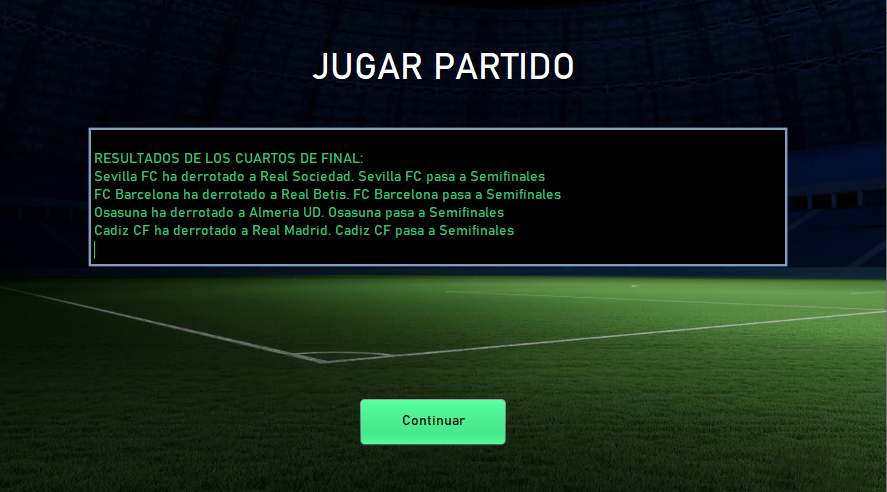 JUGAR PARTIDO
RESULTADOS DE LOS CUARTOS DE FINAL:
Sevilla FC ha derrotado a Real Sociedad. Sevilla FC pasa a Semifinales
FC Barcelona ha derrotado a Real Betis. FC Barcelona pasa a Semifinales
Osasuna ha derrotado a Almeria UD. Osasuna pasa a Semifinales
Cadiz CF ha derrotado a Real Madrid. Cadiz CF pasa a Semifinales
Continuar